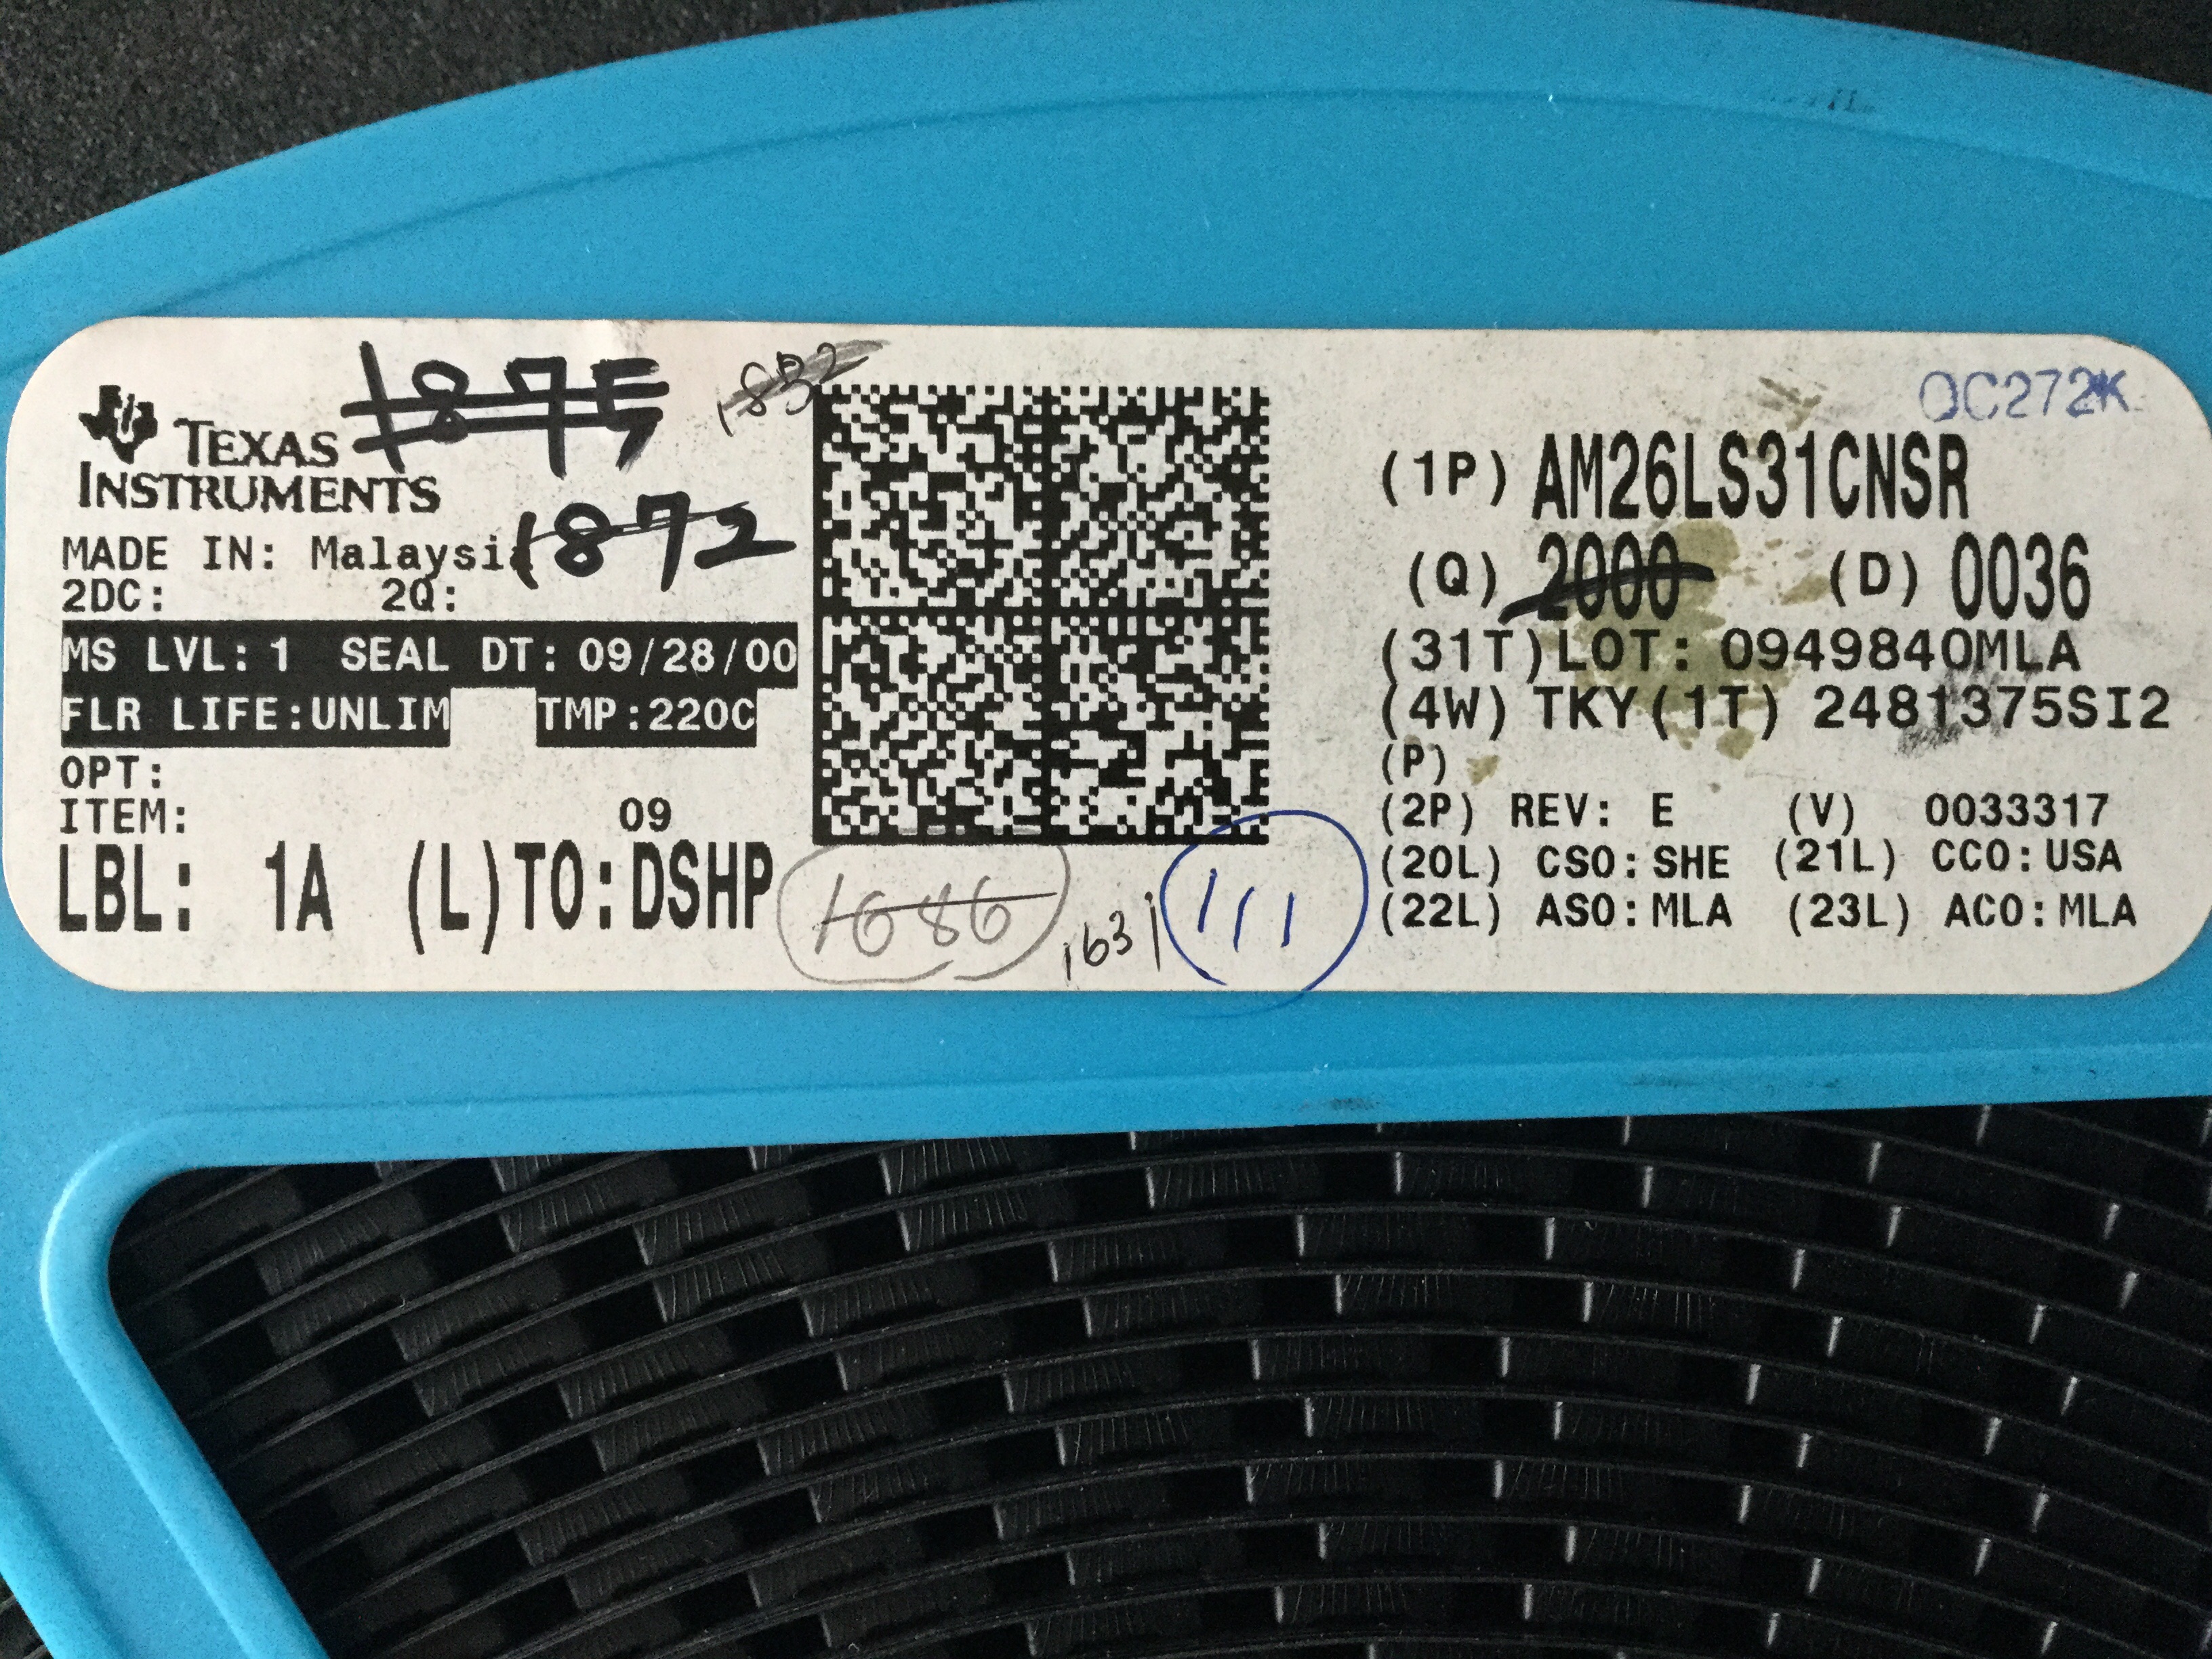 1875
1832
TEXAS
INSTRUMENTS
1872
MADE IN: Malaysia
2DC: 2Q:
MS LVL: 1 SEAL DT: 09/28/00
FLR LIFE:UNLIM TMP:220C
OPT:
ITEM: 09
LBL: 1A (L)TO:DSHP
1686
1631
111
QC272K
(1P) AM26LS31CNSR
(Q) 2000 (D) 0036
(31T)LOT: 0949840MLA
(4W) TKY(1T) 2481375SI2
(P)
(2P) REV: E (V) 0033317
(20L) CSO:SHE (21L) CCO:USA
(22L) ASO:MLA (23L) ACO:MLA